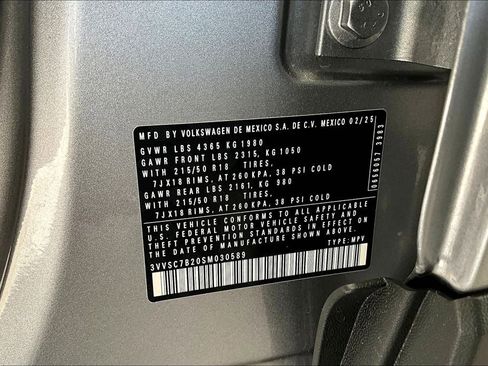 MFD BY VOLKSWAGEN DE MEXICO S.A. DE C.V. MEXICO 02/25
GVWR LBS 4365 KG 1980
GAWR FRONT LBS 2315, KG 1050
WITH 215/50 R18 TIRES,
7JX18 RIMS, AT 260 KPA, 38 PSI COLD
GAWR REAR LBS 2161, KG 980
WITH 215/50 R18 TIRES,
7JX18 RIMS, AT 260 KPA, 38 PSI COLD
THIS VEHICLE CONFORMS TO ALL APPLICABLE
U.S. FEDERAL MOTOR VEHICLE SAFETY AND
THEFT PREVENTION STANDARDS IN EFFECT ON
THE DATE OF MANUFACTURE SHOWN ABOVE.
3VVSC7B20SM030589 TYPE: MPV
0656057 3983